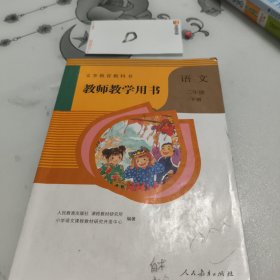 D
义务教育教科书
教师教学用书
语文
二年级
下册
人民教育出版社 课程教材研究所
小学语文课程教材研究开发中心
编著
人民教育出版社